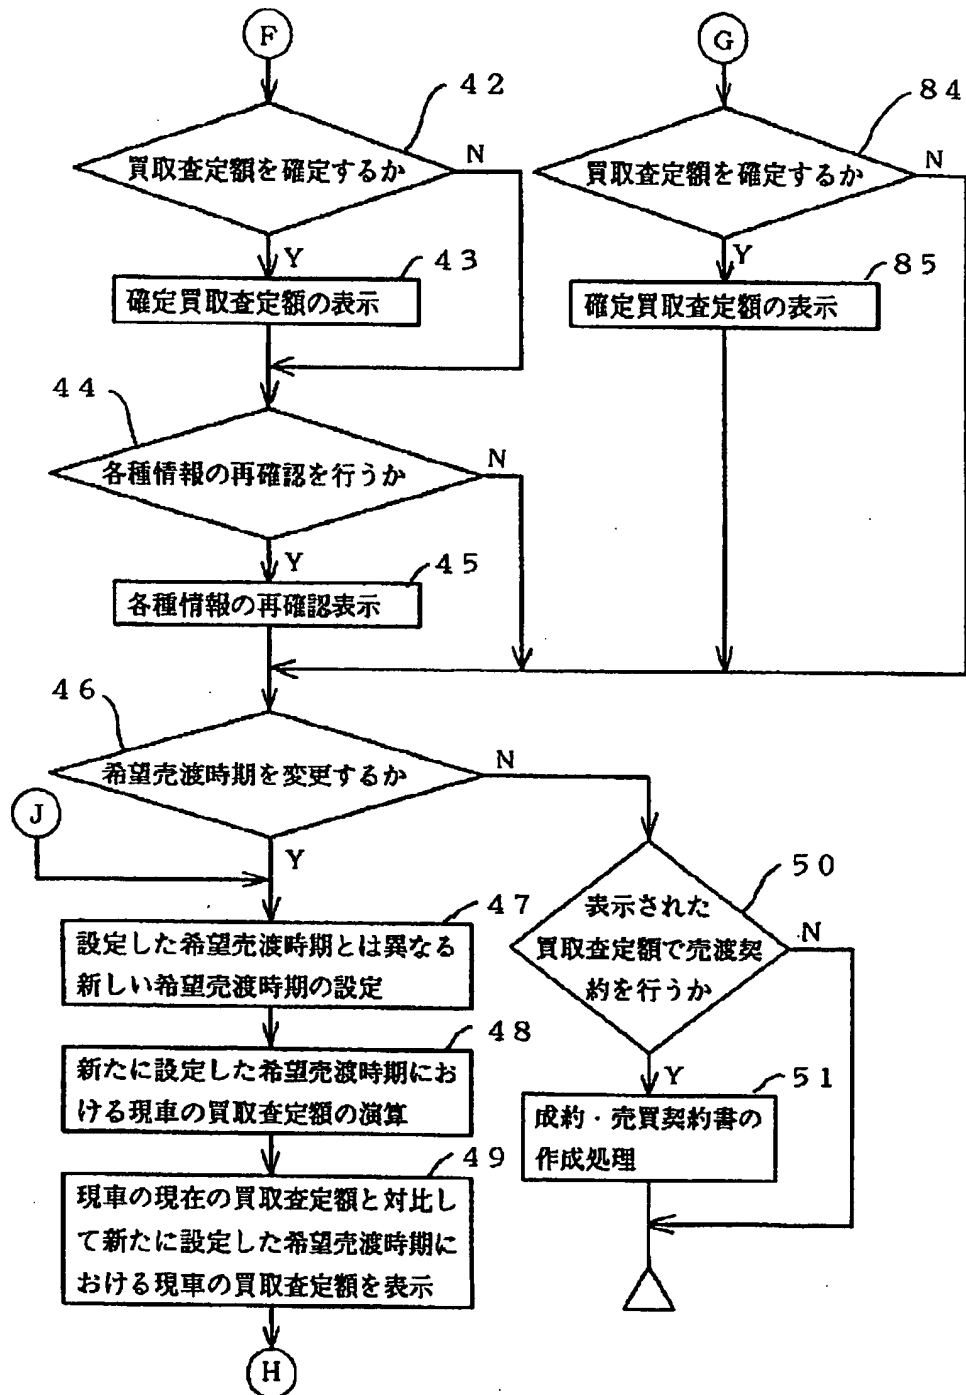 F
G
42
84
買取査定額を確定するか
N
買取査定額を確定するか
N
Y
43
Y
85
確定買取査定額の表示
確定買取査定額の表示
44
各種情報の再確認を行うか
N
Y
45
各種情報の再確認表示
46
希望売渡時期を変更するか
N
J
Y
50
表示された
買取査定額で売渡契
約を行うか
N
47
設定した希望売渡時期とは異なる
新しい希望売渡時期の設定
48
新たに設定した希望売渡時期にお
ける現車の買取査定額の演算
Y
51
成約・売買契約書の
作成処理
49
現車の現在の買取査定額と対比し
て新たに設定した希望売渡時期に
おける現車の買取査定額を表示
H